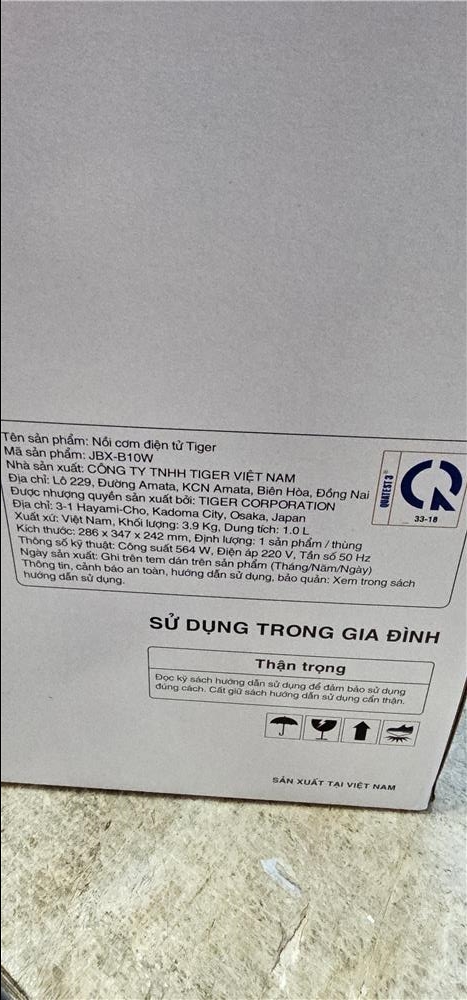 Tên sản phẩm: Nồi cơm điện tử Tiger
Mã sản phẩm: JBX-B10W
Nhà sản xuất: CÔNG TY TNHH TIGER VIỆT NAM
Địa chỉ: Lô 229, Đường Amata, KCN Amata, Biên Hòa, Đồng Nai
Được nhượng quyền sản xuất bởi: TIGER CORPORATION
Địa chỉ: 3-1 Hayami-Cho, Kadoma City, Osaka, Japan
Xuất xứ: Việt Nam, Khối lượng: 3.9 Kg, Dung tích: 1.0 L
Kích thước: 286 x 347 x 242 mm, Định lượng: 1 sản phẩm / thùng
Thông số kỹ thuật: Công suất 564 W, Điện áp 220 V, Tần số 50 Hz
Ngày sản xuất: Ghi trên tem dán trên sản phẩm (Tháng/Năm/Ngày)
Thông tin, cảnh báo an toàn, hướng dẫn sử dụng, bảo quản: Xem trong sách
hướng dẫn sử dụng.
QUATEST 3®
33-18
SỬ DỤNG TRONG GIA ĐÌNH
Thận trọng
Đọc kỹ sách hướng dẫn sử dụng để đảm bảo sử dụng
đúng cách. Cất giữ sách hướng dẫn sử dụng cẩn thận.
SẢN XUẤT TẠI VIỆT NAM